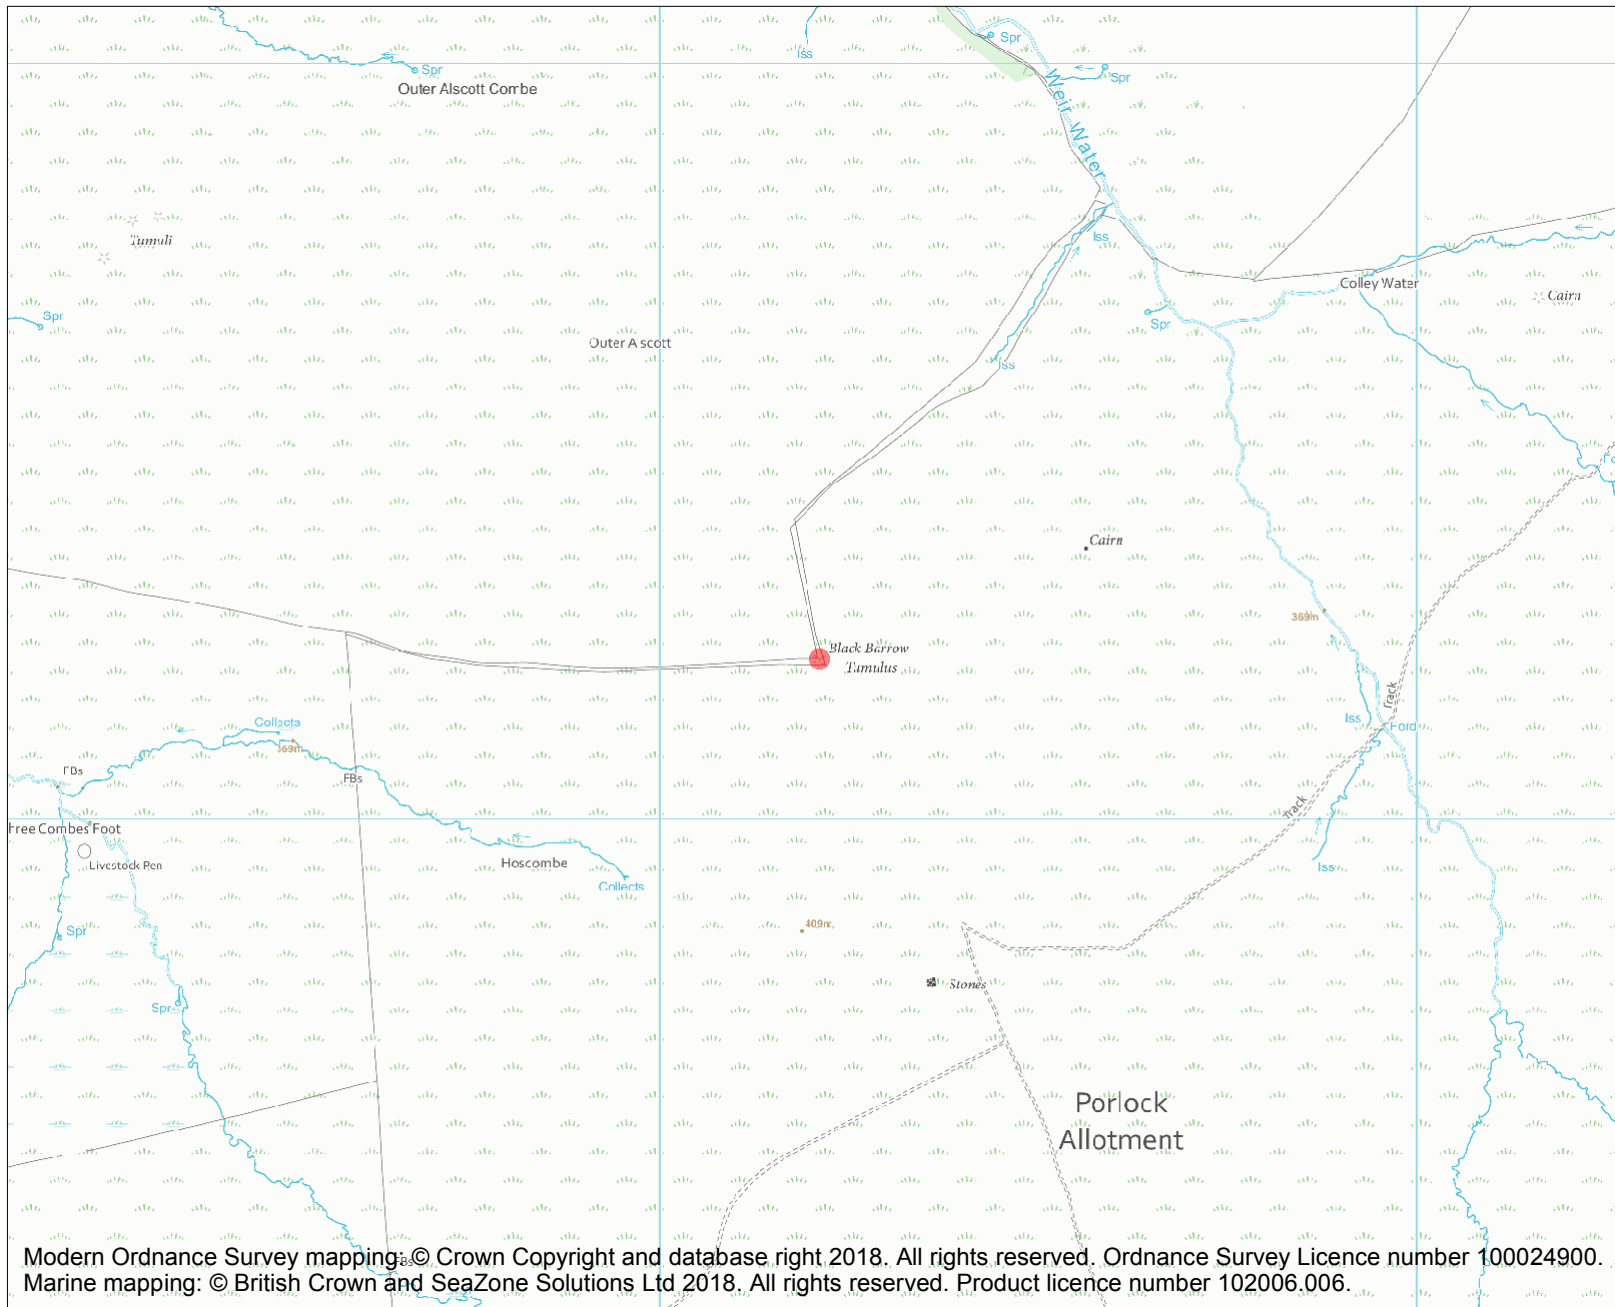 Spr
Iss
Spr
Spr
Outer Alscott Combe
Weir Water
Tumuli
Iss
Colley Water
Cairn
Spr
Spr
Outer A scott
Iss
Cairn
369m
Black Barrow
Tumulus
Track
Iss
Ford
Collects
369m
FBs
FBs
Track
hree Combes Foot
Livestock Pen
Hoscombe
Collects
Iss
409m
Spr
Stones
Spr
Porlock
Allotment
FBs
Modern Ordnance Survey mapping: © Crown Copyright and database right 2018. All rights reserved. Ordnance Survey Licence number 100024900.
Marine mapping: © British Crown and SeaZone Solutions Ltd 2018. All rights reserved. Product licence number 102006.006.